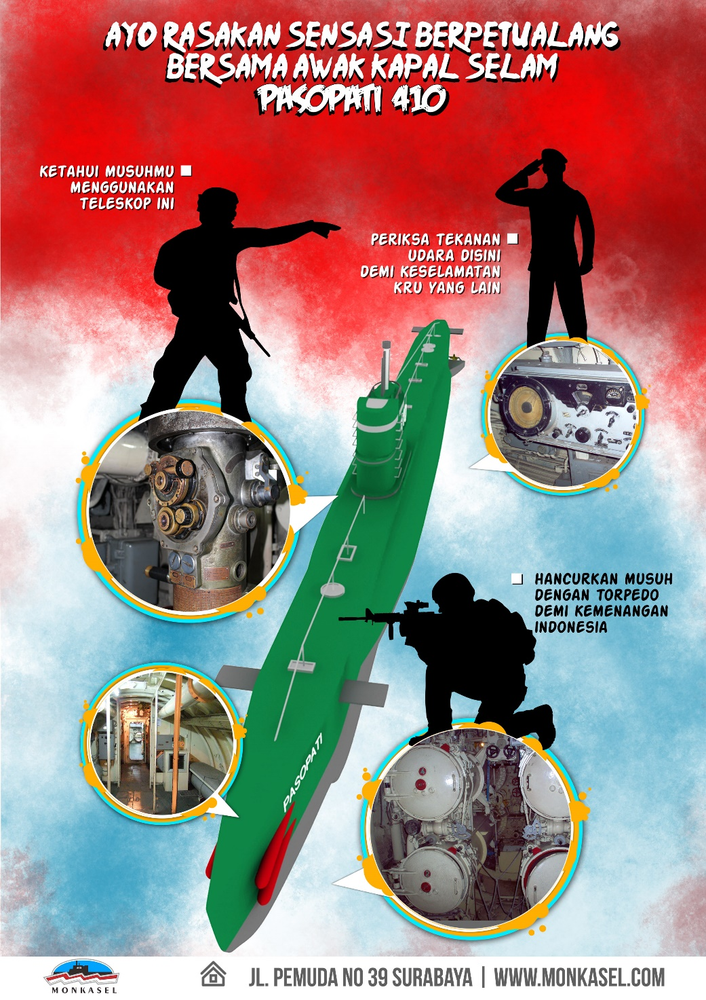 AYO RASAKAN SENSASI BERPETUALANG
BERSAMA AWAK KAPAL SELAM
PASOPATI 410
KETAHUI MUSUHMU
MENGGUNAKAN
TELESKOP INI
PERIKSA TEKANAN
UDARA DISINI
DEMI KESELAMATAN
KRU YANG LAIN
HANCURKAN MUSUH
DENGAN TORPEDO
DEMI KEMENANGAN
INDONESIA
PASOPATI
410
MONKASEL
JL. PEMUDA NO 39 SURABAYA | WWW.MONKASEL.COM